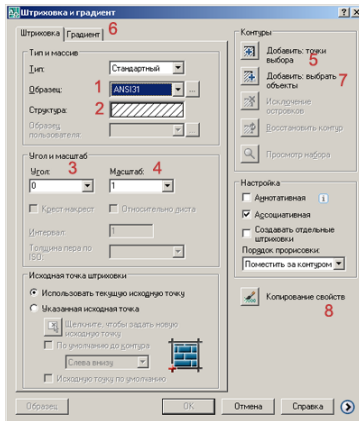 Штриховка и градиент
Штриховка Градиент 6
Тип и массив
Тип: Стандартный
1 Образец: ANSI31 ...
2 Структура:
Образец пользователя: ...
Угол и масштаб
3 4
Угол: Масштаб:
0 1
Крест-накрест Относительно листа
Интервал: 1
Толщина пера по ISO:
Исходная точка штриховки
Использовать текущую исходную точку
Указанная исходная точка
Щелкните, чтобы задать новую
исходную точку
По умолчанию до контура
Слева внизу
Исходную точку по умолчанию
Контуры
Добавить: точки
выбора
5
Добавить: выбрать
объекты 7
Исключение
островков
Восстановить контур
Просмотр набора
Настройка
Аннотативная
Ассоциативная
Создавать отдельные
штриховки
Порядок прорисовки:
Поместить за контуром
Копирование свойств
8
Образец ОК Отмена Справка